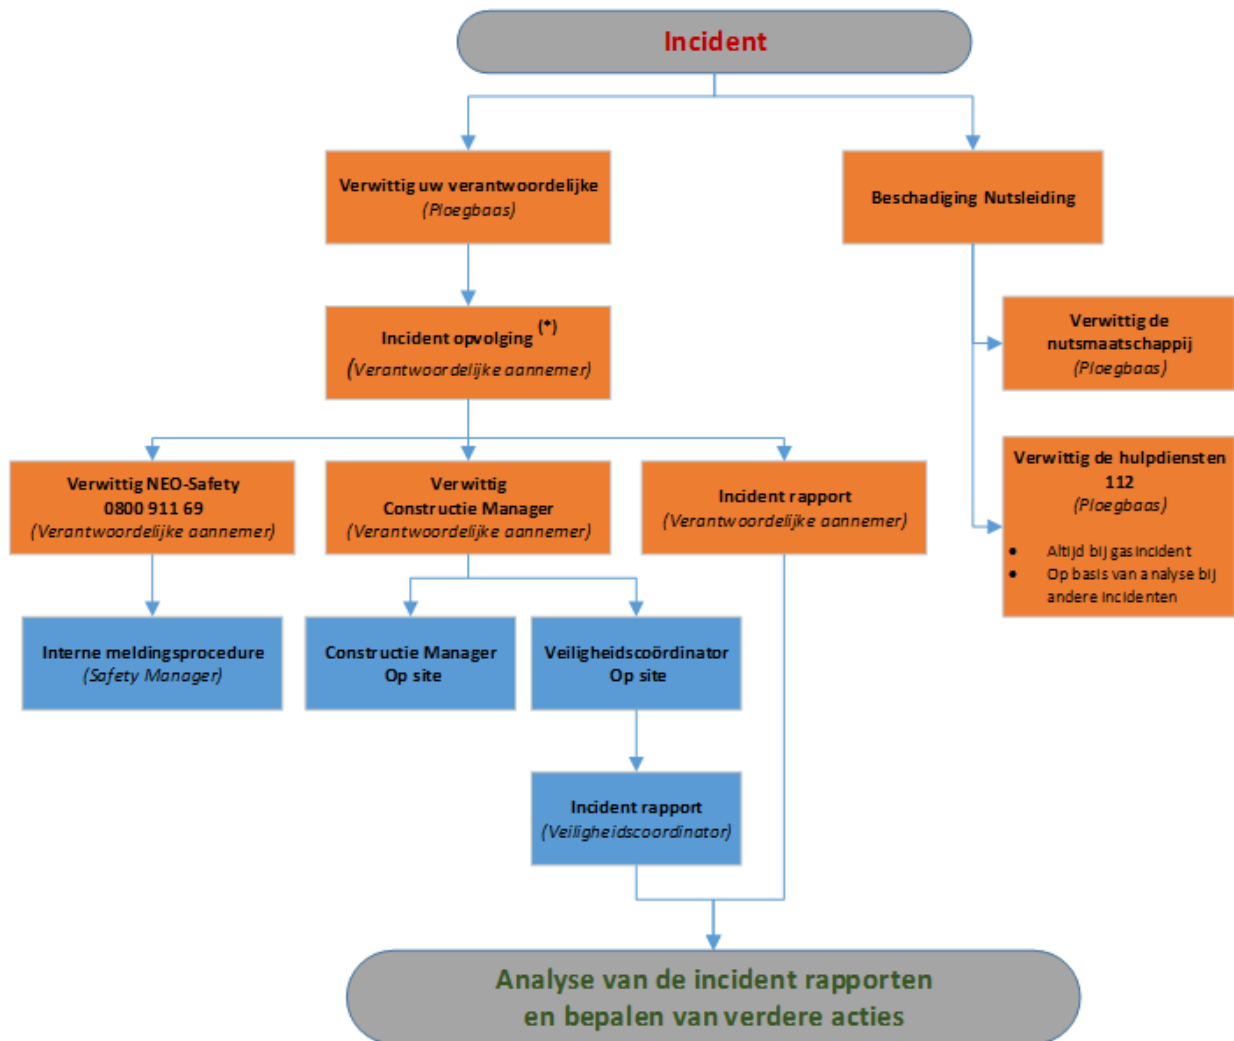 Incident
Verwittig uw verantwoordelijke
(Ploegbaas)
Beschadiging Nutsleiding
Incident opvolging (*)
(Verantwoordelijke aannemer)
Verwittig de
nutsmaatschappij
(Ploegbaas)
Verwittig de hulpdiensten
112
(Ploegbaas)
• Altijd bij gasincident
• Op basis van analyse bij
andere incidenten
Verwittig NEO-Safety
0800 911 69
(Verantwoordelijke aannemer)
Verwittig
Constructie Manager
(Verantwoordelijke aannemer)
Incident rapport
(Verantwoordelijke aannemer)
Interne meldingsprocedure
(Safety Manager)
Constructie Manager
Op site
Veiligheidscoördinator
Op site
Incident rapport
(Veiligheidscoordinator)
Analyse van de incident rapporten
en bepalen van verdere acties